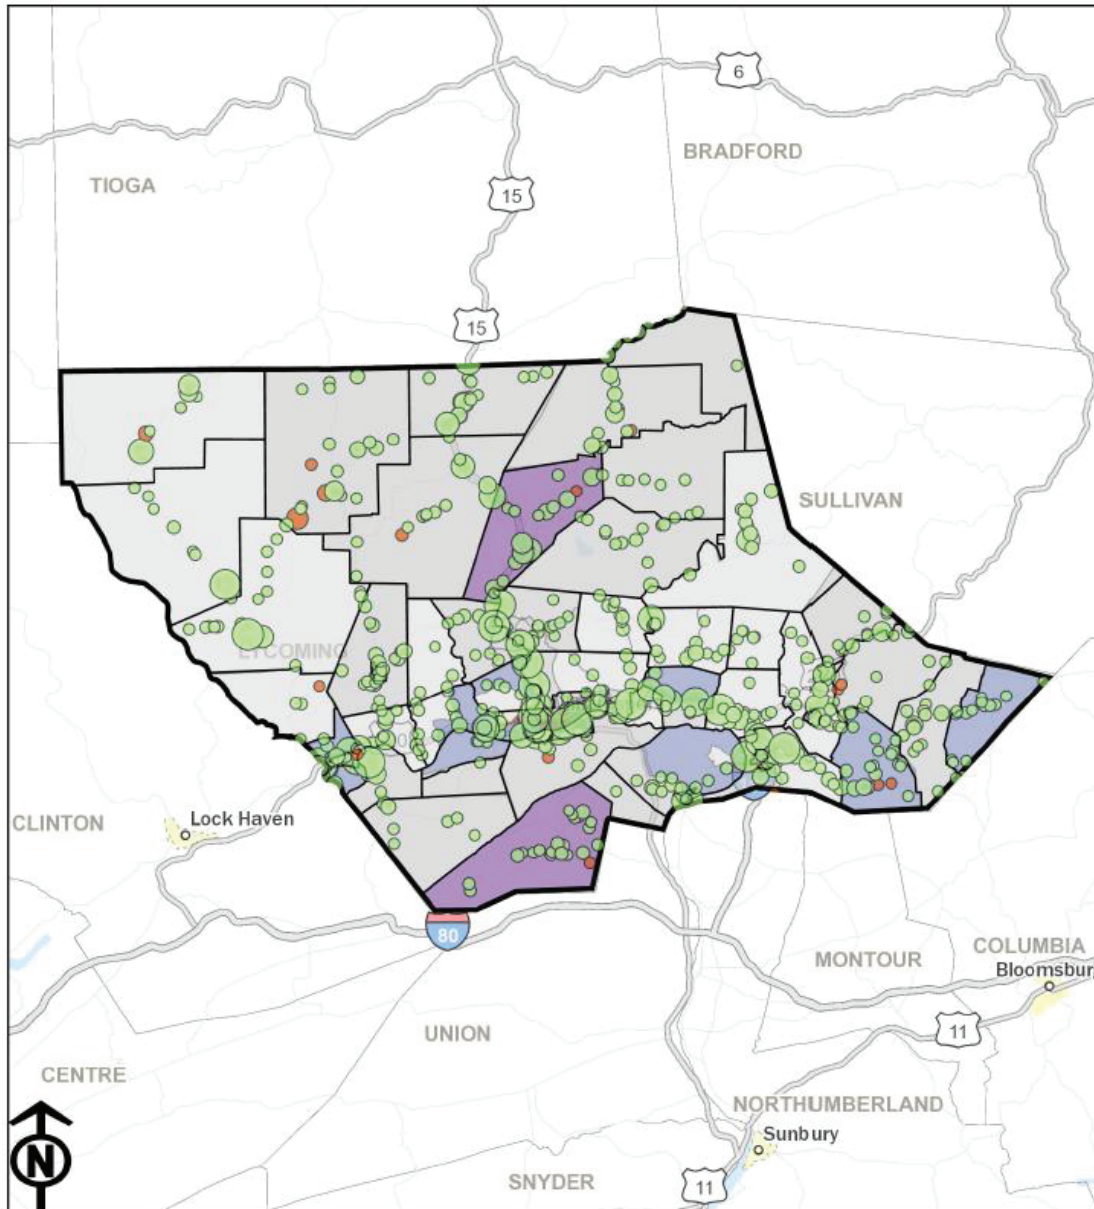 6
BRADFORD
TIOGA
15
15
SULLIVAN
LYCOMING
CLINTON
Lock Haven
80
MONTOUR
COLUMBIA
Bloomsbur
UNION
11
CENTRE
NORTHUMBERLAND
Sunbury
N
SNYDER
11